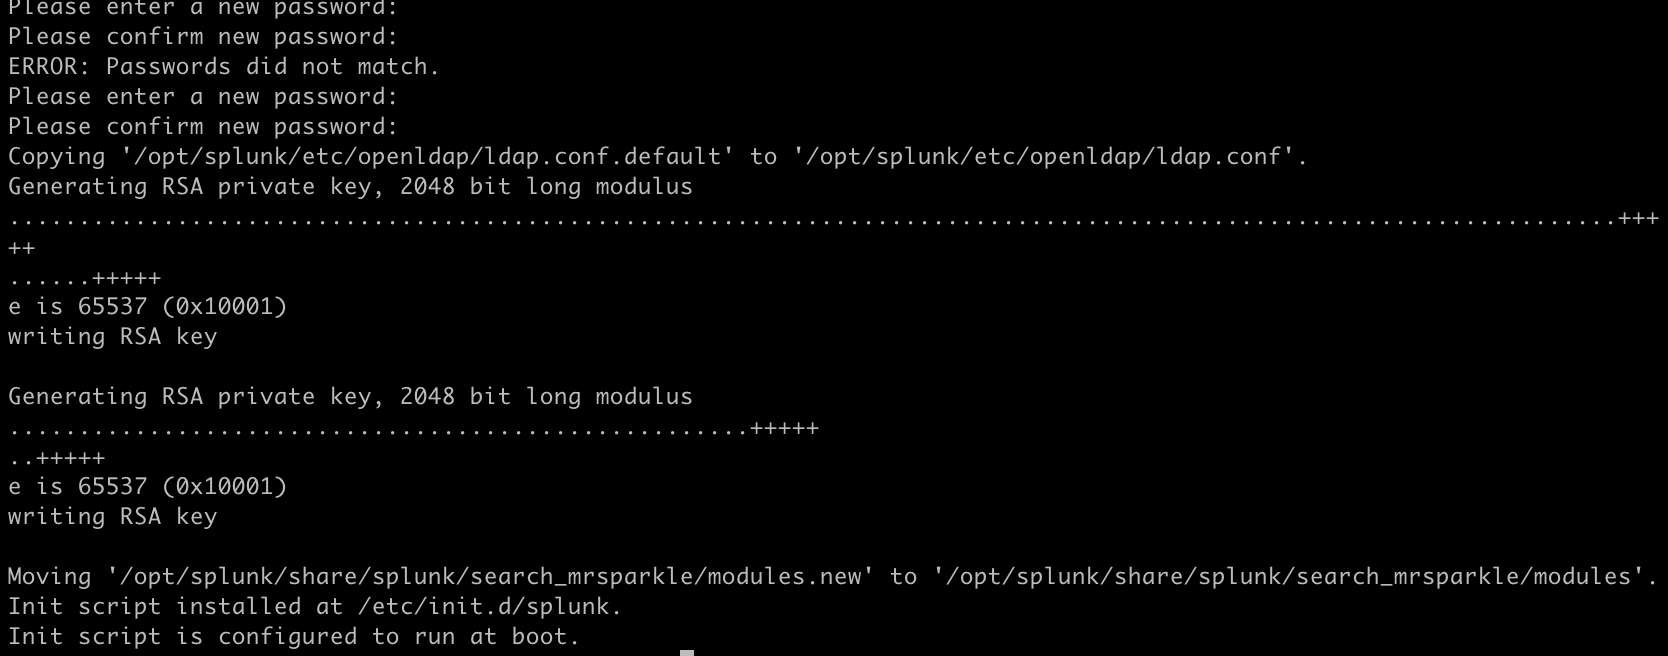 Please enter a new password:
Please confirm new password:
ERROR: Passwords did not match.
Please enter a new password:
Please confirm new password:
Copying '/opt/splunk/etc/openldap/ldap.conf.default' to '/opt/splunk/etc/openldap/ldap.conf'.
Generating RSA private key, 2048 bit long modulus
...................................................................................................................+++
++
......+++++
e is 65537 (0x10001)
writing RSA key
Generating RSA private key, 2048 bit long modulus
.....................................................+++++
..+++++
e is 65537 (0x10001)
writing RSA key
Moving '/opt/splunk/share/splunk/search_mrsparkle/modules.new' to '/opt/splunk/share/splunk/search_mrsparkle/modules'.
Init script installed at /etc/init.d/splunk.
Init script is configured to run at boot.